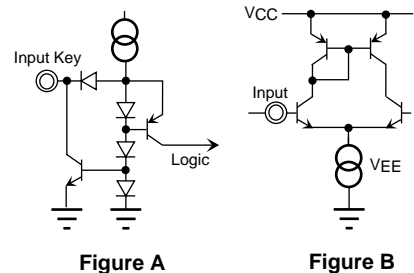 VCC
Input Key
Input
Logic
VEE
Figure A
Figure B